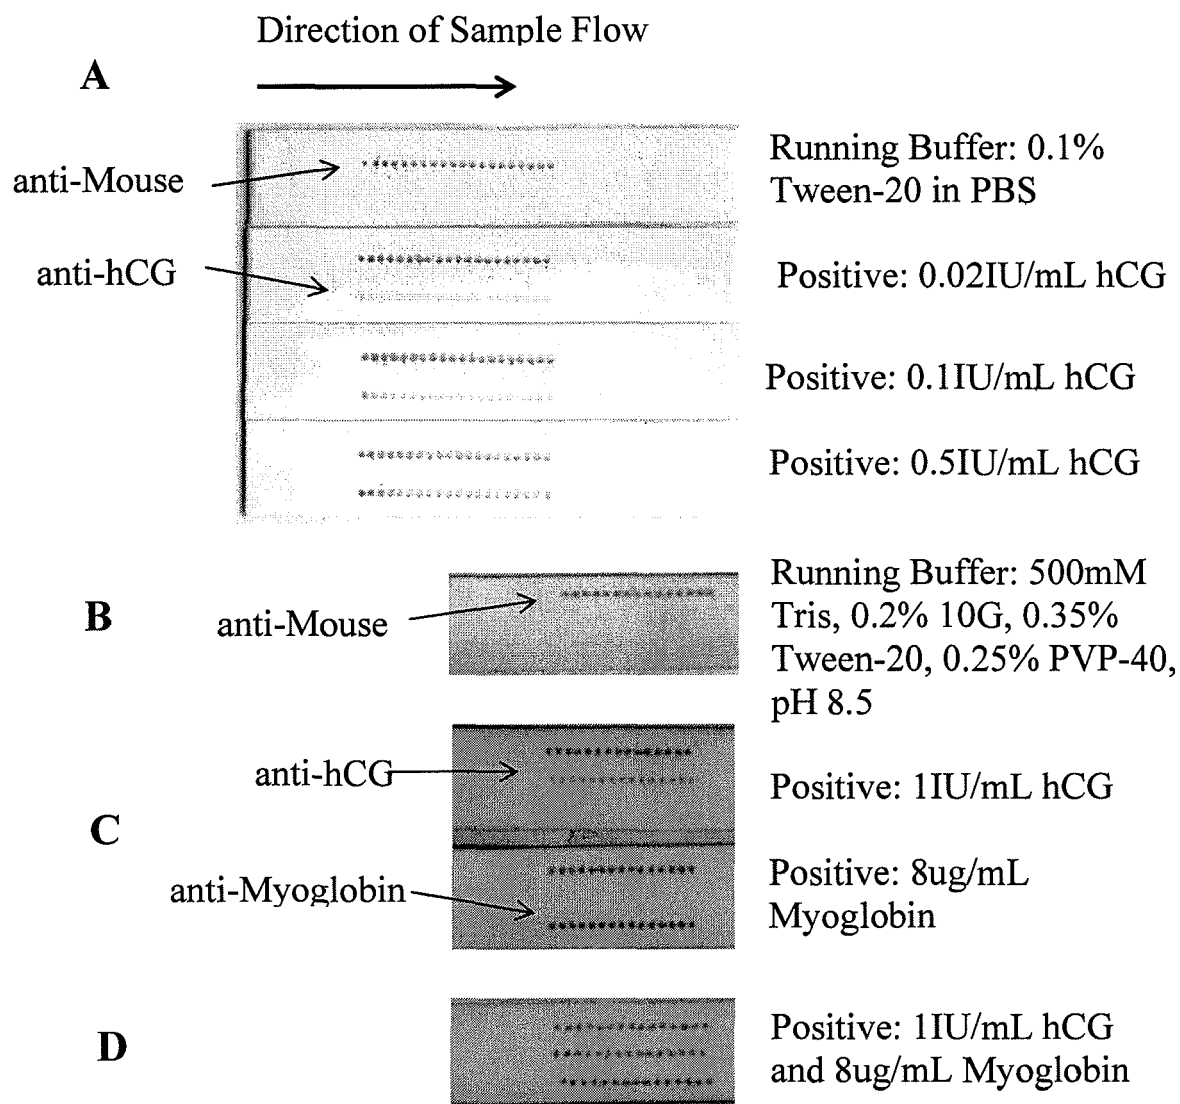 Direction of Sample Flow
A
anti-Mouse
Running Buffer: 0.1%
Tween-20 in PBS
anti-hCG
Positive: 0.02IU/mL hCG
Positive: 0.1IU/mL hCG
Positive: 0.5IU/mL hCG
B
anti-Mouse
Running Buffer: 500mM
Tris, 0.2% 10G, 0.35%
Tween-20, 0.25% PVP-40,
pH 8.5
C
anti-hCG
Positive: 1IU/mL hCG
anti-Myoglobin
Positive: 8ug/mL
Myoglobin
D
Positive: 1IU/mL hCG
and 8ug/mL Myoglobin